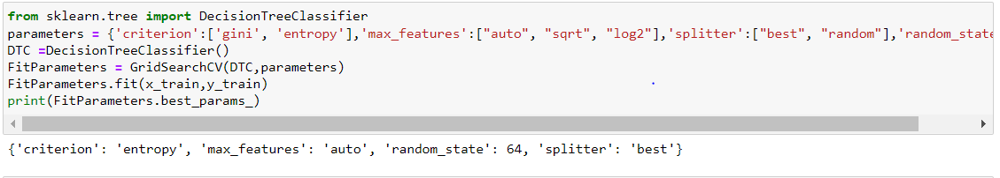 from sklearn.tree import DecisionTreeClassifier
parameters = {'criterion':['gini', 'entropy'],'max_features':["auto", "sqrt", "log2"],'splitter':["best", "random"],'random_state
DTC =DecisionTreeClassifier()
FitParameters = GridSearchCV(DTC,parameters)
FitParameters.fit(x_train,y_train)
print(FitParameters.best_params_)
{'criterion': 'entropy', 'max_features': 'auto', 'random_state': 64, 'splitter': 'best'}